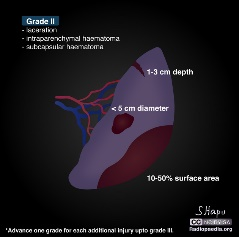 Grade II
- laceration
- intraparenchymal haematoma
- subcapsular haematoma
1-3 cm depth
< 5 cm diameter
10-50% surface area
*Advance one grade for each additional injury upto grade III.
Radiopaedia.org